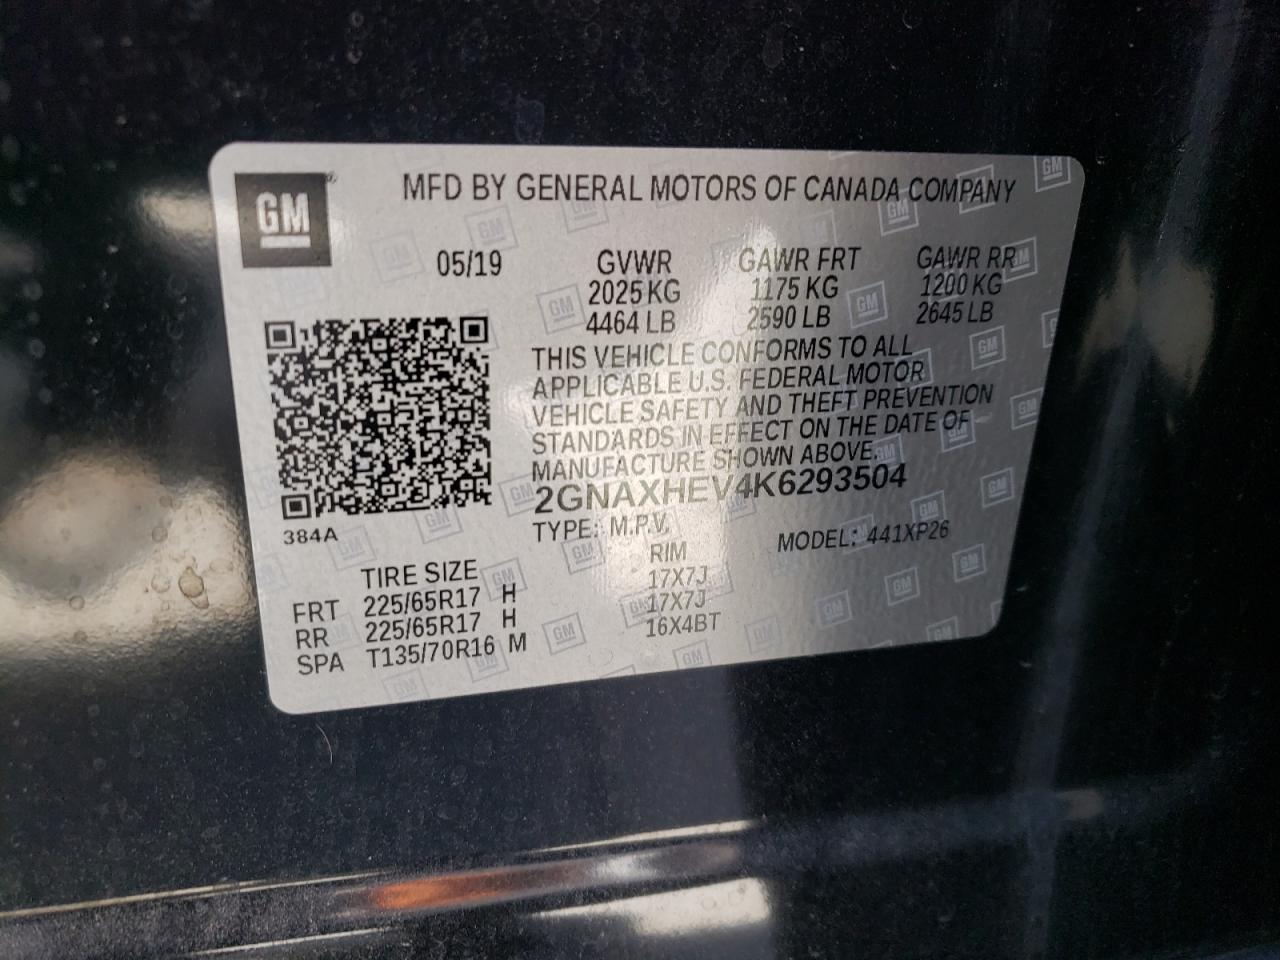 GM
MFD BY GENERAL MOTORS OF CANADA COMPANY
05/19 GVWR GAWR FRT GAWR RR
2025 KG 1175 KG 1200 KG
4464 LB 2590 LB 2645 LB
THIS VEHICLE CONFORMS TO ALL
APPLICABLE U.S. FEDERAL MOTOR
VEHICLE SAFETY AND THEFT PREVENTION
STANDARDS IN EFFECT ON THE DATE OF
MANUFACTURE SHOWN ABOVE.
2GNAXHEV4K6293504
384A
TYPE: M.P.V. MODEL: 441XP26
TIRE SIZE RIM
FRT 225/65R17 H 17X7J
RR 225/65R17 H 17X7J
SPA T135/70R16 M 16X4BT